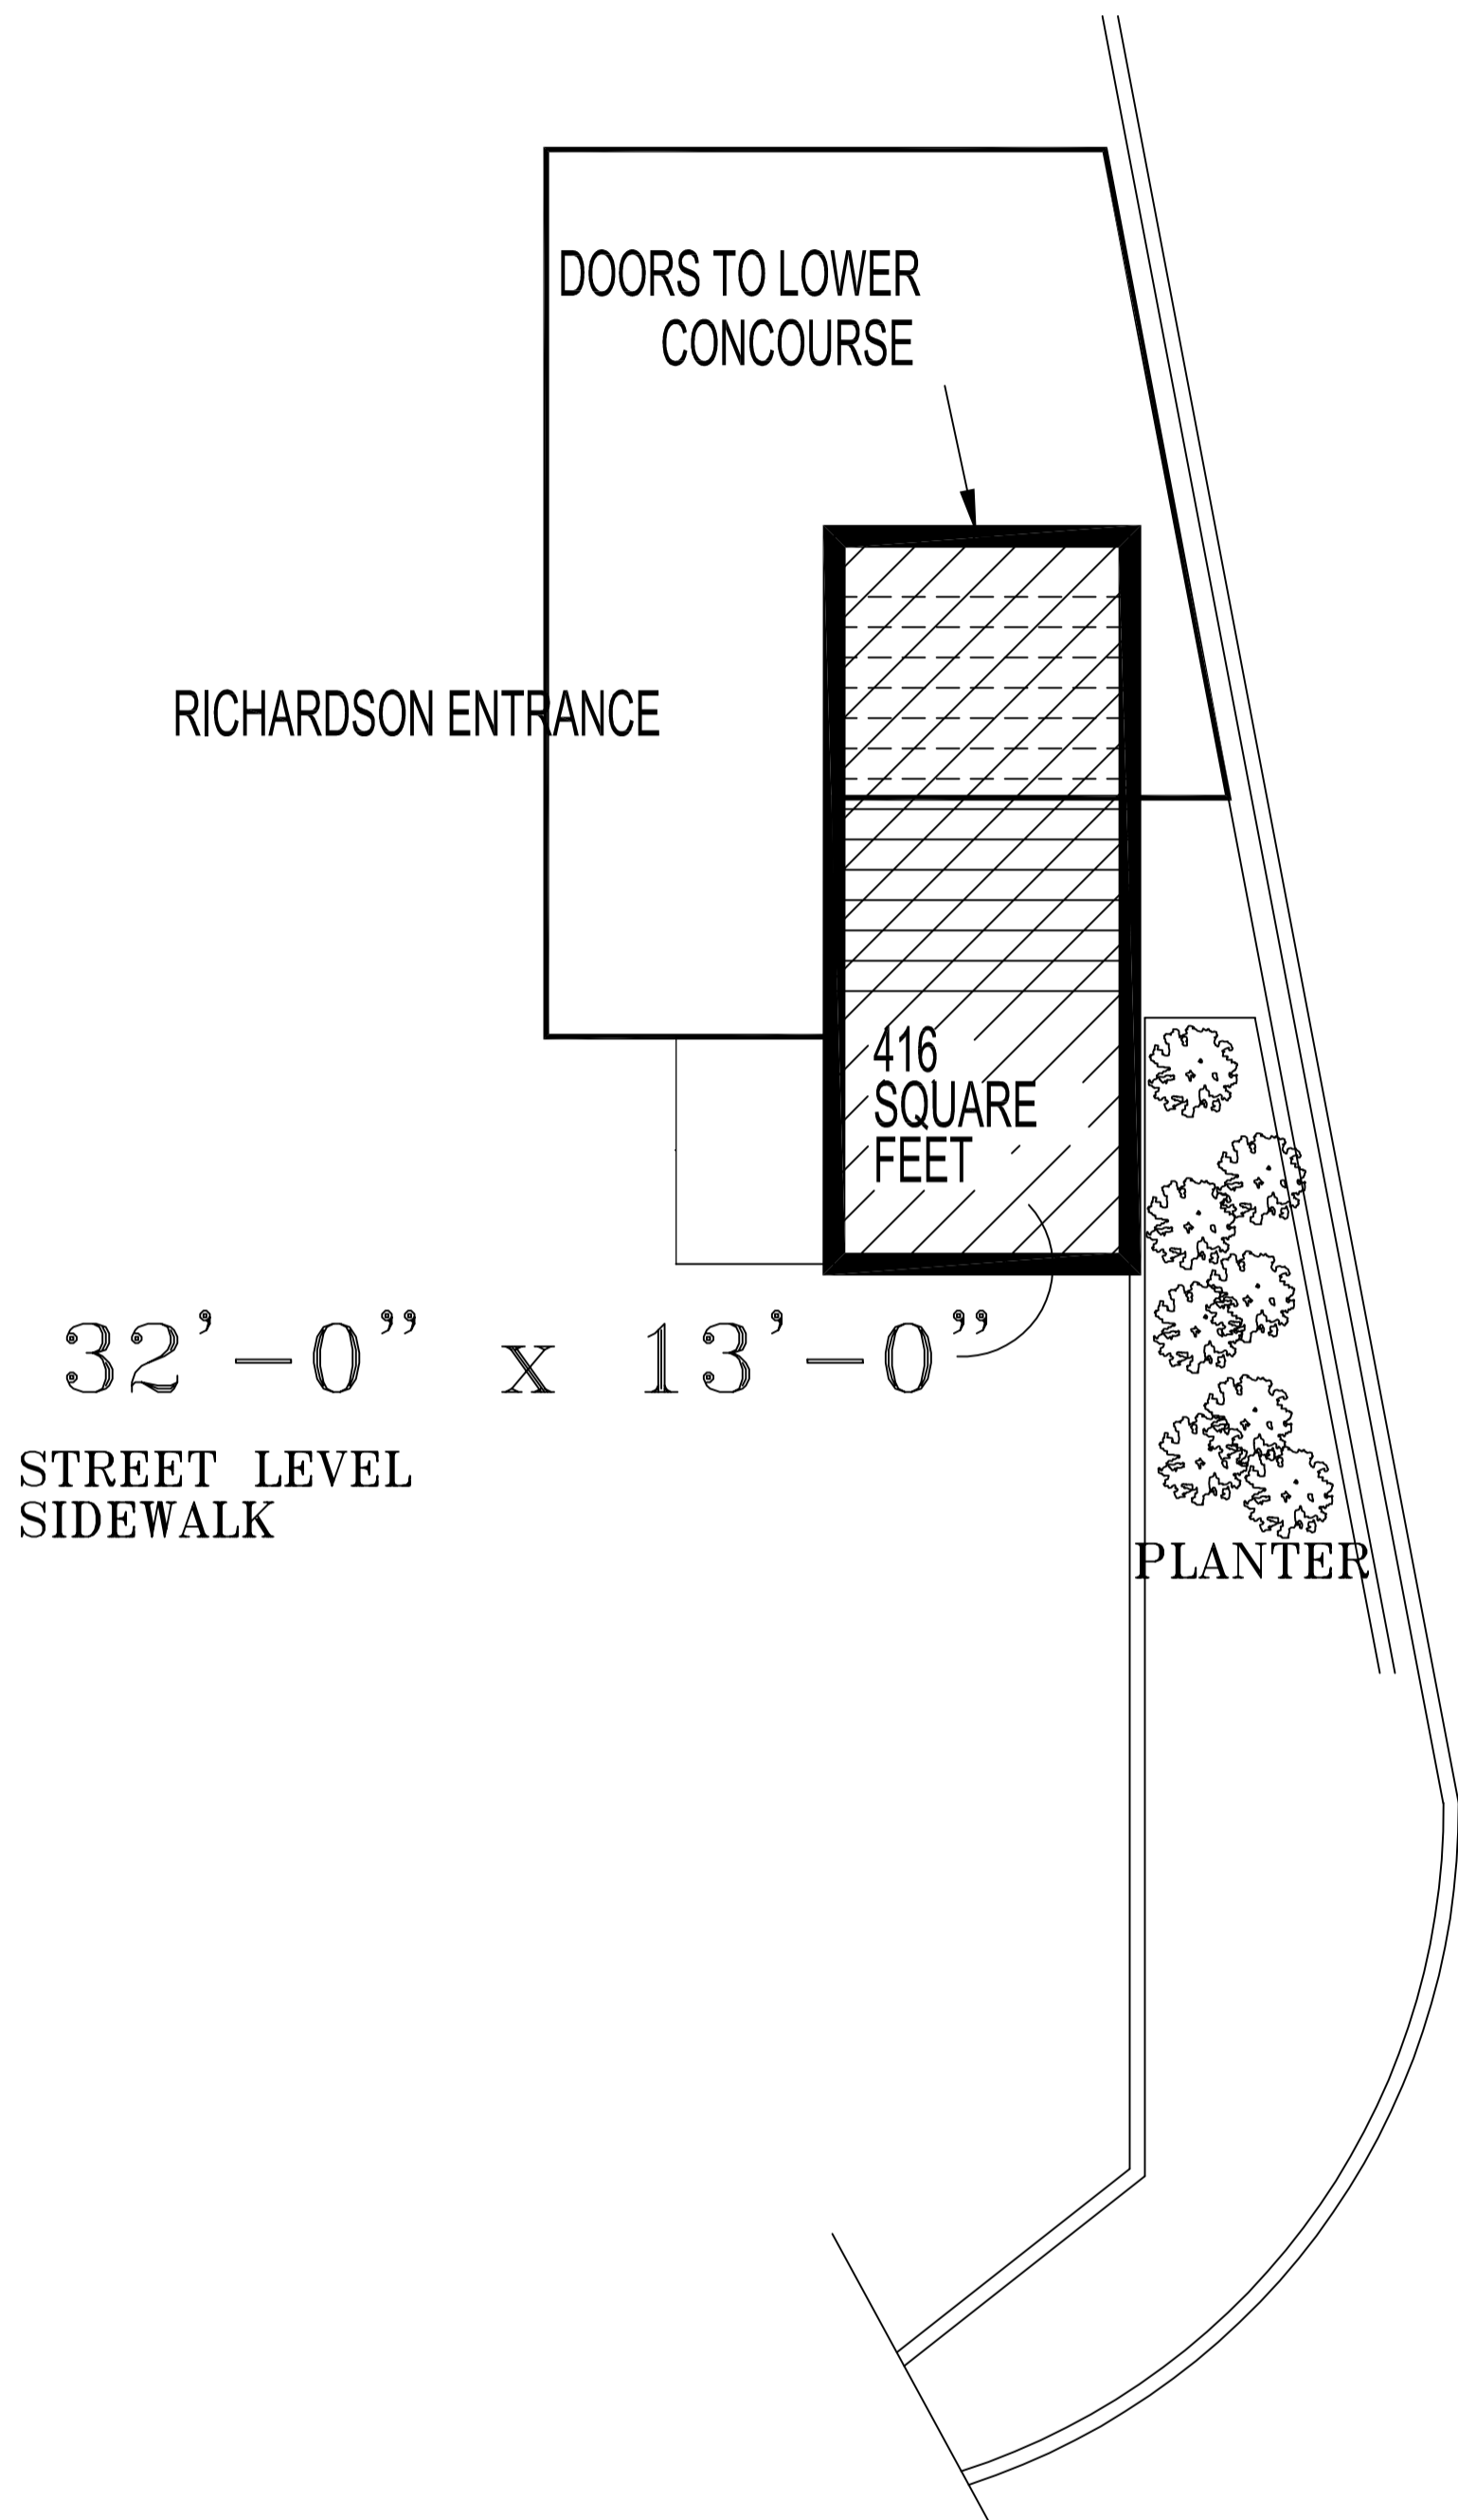 DOORS TO LOWER
CONCOURSE
RICHARDSON ENTRANCE
416
SQUARE
FEET
32'-0" x 13'-0"
STREET LEVEL
SIDEWALK
PLANTER